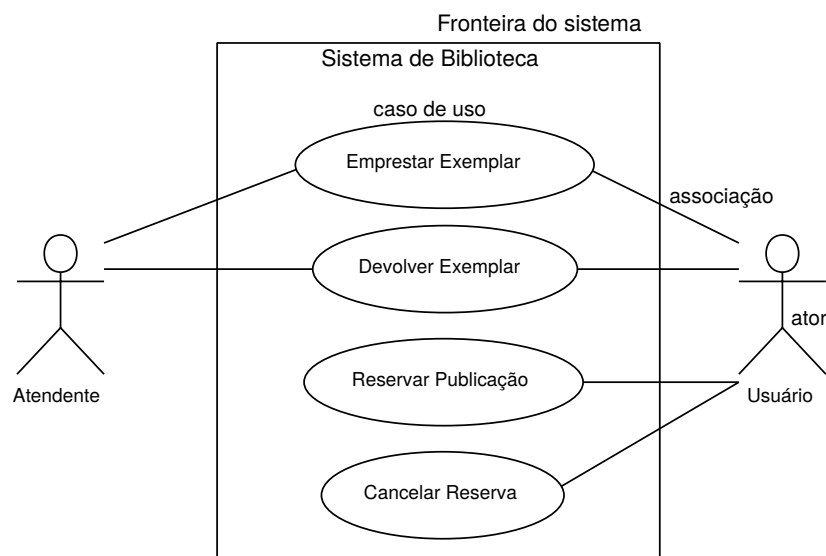 Fronteira do sistema
Sistema de Biblioteca
caso de uso
Emprestar Exemplar
associação
Devolver Exemplar
ator
Reservar Publicação
Atendente
Usuário
Cancelar Reserva